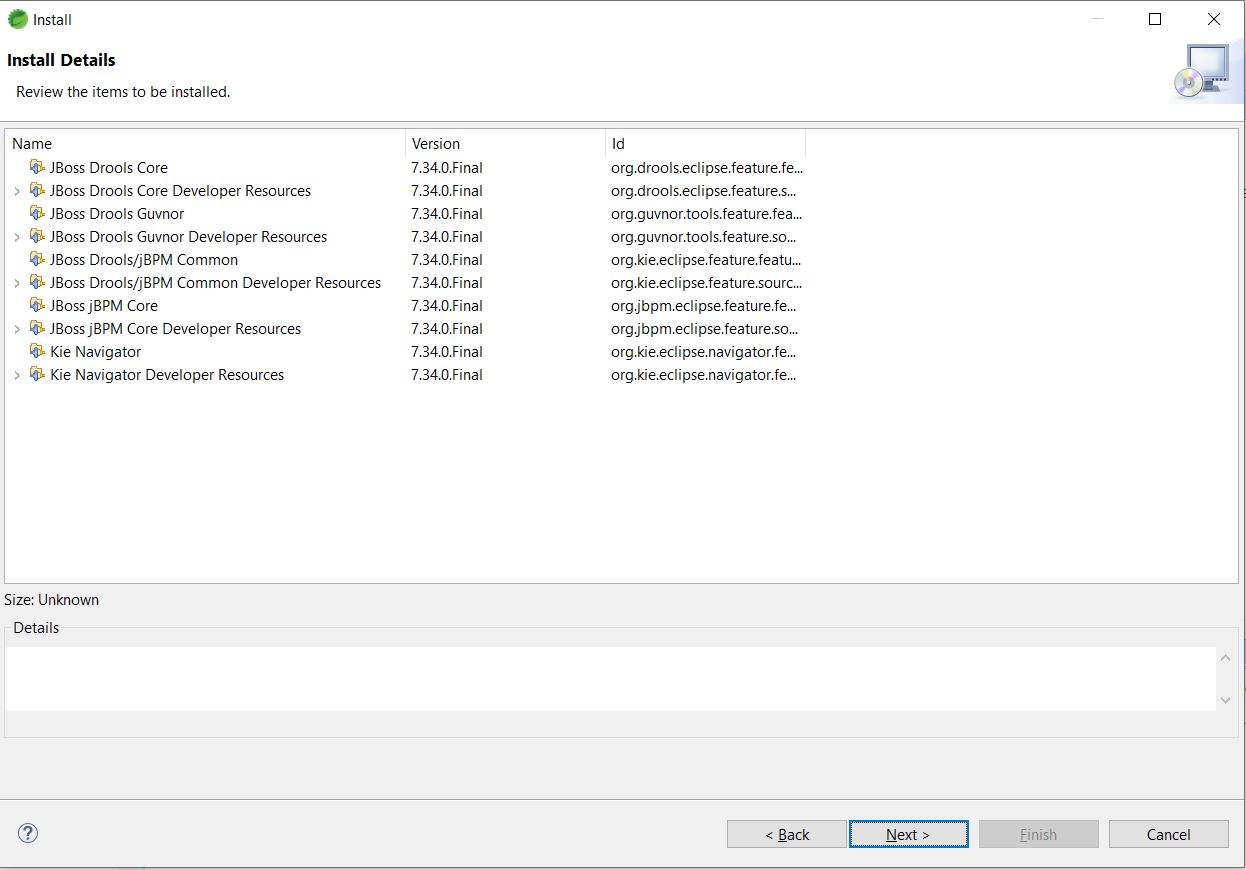 Install
Install Details
Review the items to be installed.
Name Version Id
JBoss Drools Core 7.34.0.Final org.drools.eclipse.feature.fe...
JBoss Drools Core Developer Resources 7.34.0.Final org.drools.eclipse.feature.s...
JBoss Drools Guvnor 7.34.0.Final org.guvnor.tools.feature.fea...
JBoss Drools Guvnor Developer Resources 7.34.0.Final org.guvnor.tools.feature.so...
JBoss Drools/jBPM Common 7.34.0.Final org.kie.eclipse.feature.featu...
JBoss Drools/jBPM Common Developer Resources 7.34.0.Final org.kie.eclipse.feature.sourc...
JBoss jBPM Core 7.34.0.Final org.jbpm.eclipse.feature.fe...
JBoss jBPM Core Developer Resources 7.34.0.Final org.jbpm.eclipse.feature.so...
Kie Navigator 7.34.0.Final org.kie.eclipse.navigator.fe...
Kie Navigator Developer Resources 7.34.0.Final org.kie.eclipse.navigator.fe...
Size: Unknown
Details
? < Back Next > Finish Cancel